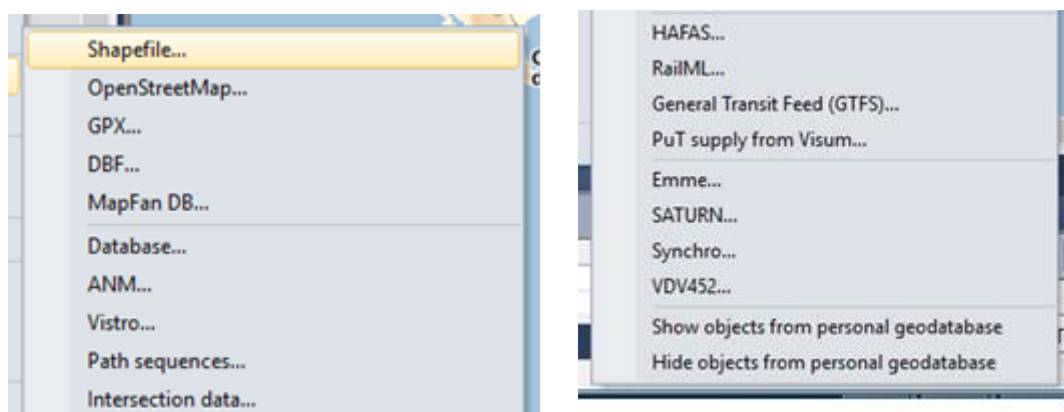 Shapefile...
OpenStreetMap...
GPX...
DBF...
MapFan DB...
Database...
ANM...
Vistro...
Path sequences...
Intersection data...
HAFAS...
RailML...
General Transit Feed (GTFS)...
PuT supply from Visum...
Emme...
SATURN...
Synchro...
VDV452...
Show objects from personal geodatabase
Hide objects from personal geodatabase